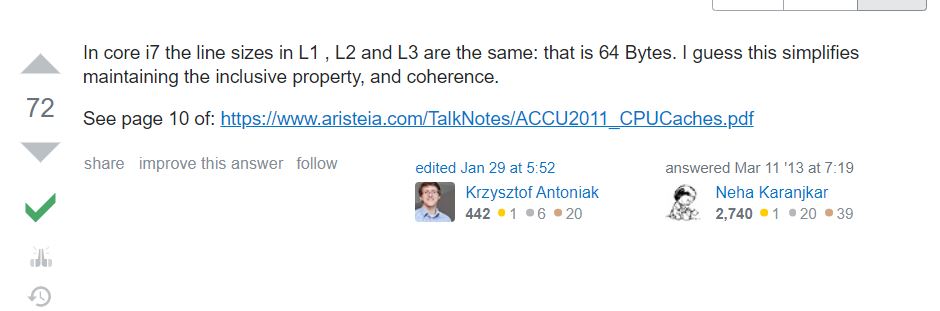 In core i7 the line sizes in L1 , L2 and L3 are the same: that is 64 Bytes. I guess this simplifies
maintaining the inclusive property, and coherence.
72
See page 10 of: https://www.aristeia.com/TalkNotes/ACCU2011_CPUCaches.pdf
share improve this answer follow
edited Jan 29 at 5:52
Krzysztof Antoniak
442 1 6 20
answered Mar 11 '13 at 7:19
Neha Karanjkar
2,740 1 20 39